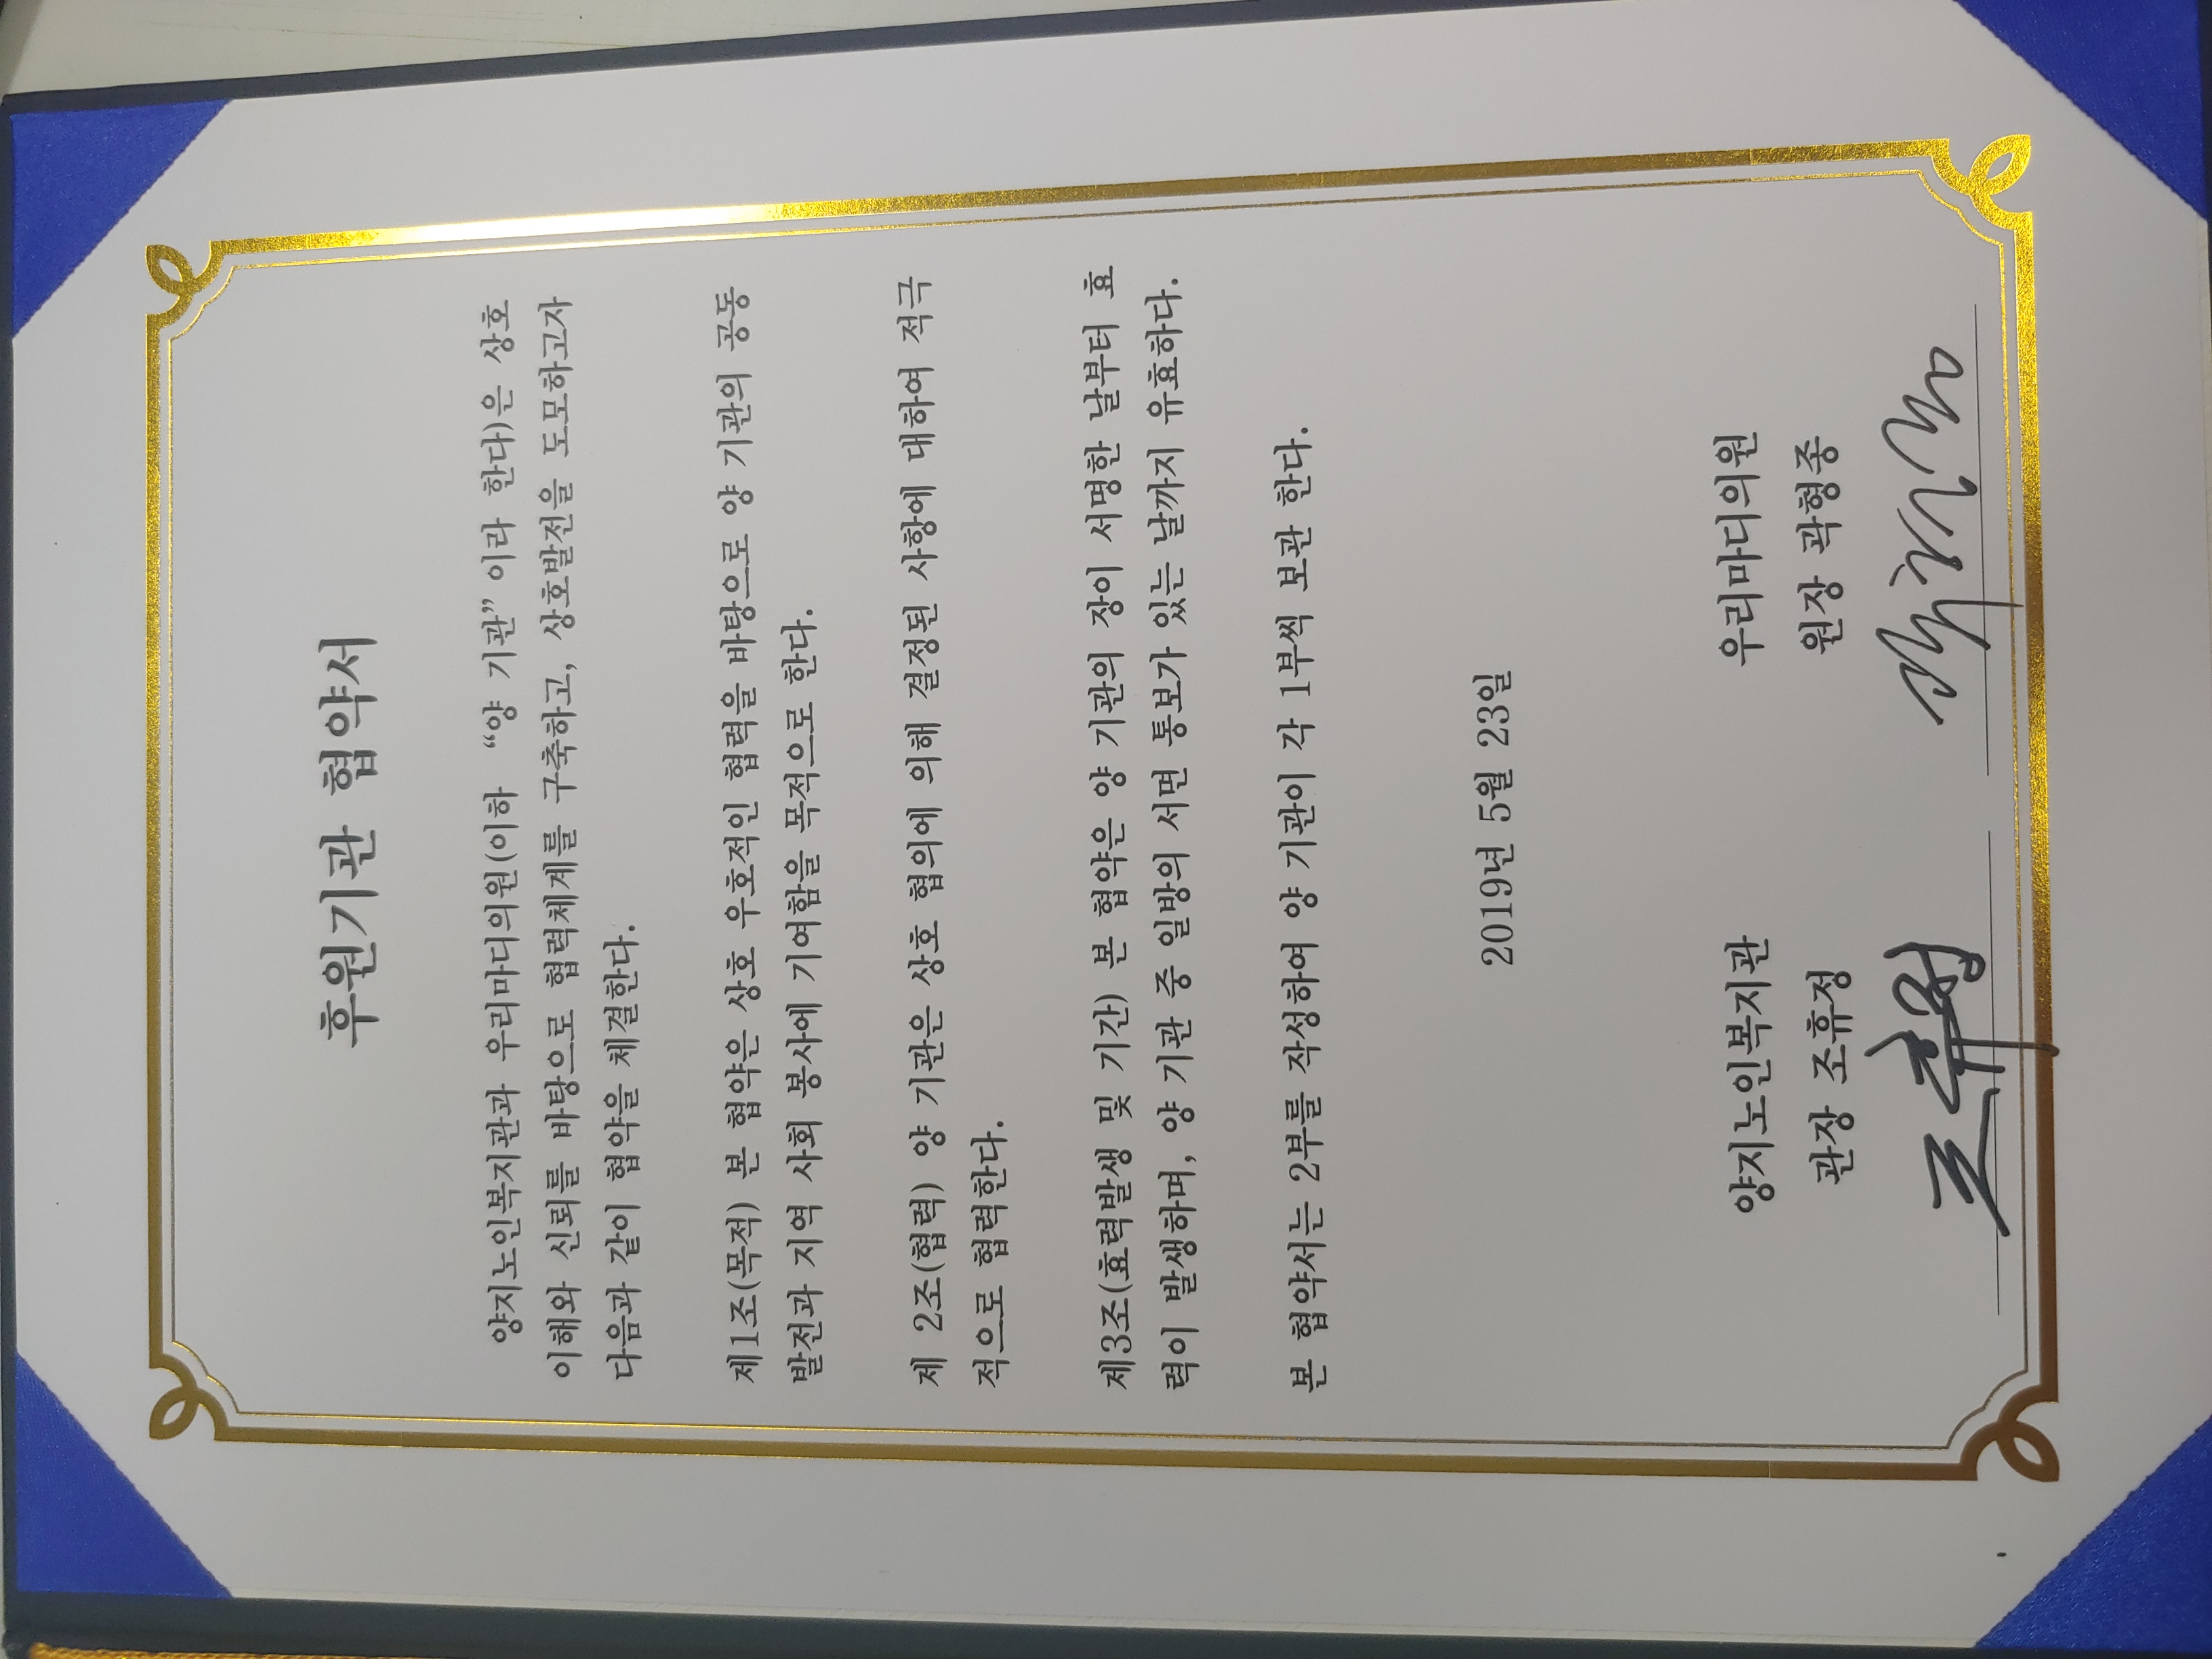 후원기관 협약서
양지노인복지관과 우리마디의원(이하 “양 기관” 이라 한다)은 상호
이해와 신뢰를 바탕으로 협력체계를 구축하고, 상호발전을 도모하고자
다음과 같이 협약을 체결한다.
제1조(목적) 본 협약은 상호 우호적인 협력을 바탕으로 양 기관의 공동
발전과 지역 사회 봉사에 기여함을 목적으로 한다.
제 2조(협력) 양 기관은 상호 협의에 의해 결정된 사항에 대하여 적극
적으로 협력한다.
제3조(효력발생 및 기간) 본 협약은 양 기관의 장이 서명한 날부터 효
력이 발생하며, 양 기관 중 일방의 서면 통보가 있는 날까지 유효하다.
본 협약서는 2부를 작성하여 양 기관이 각 1부씩 보관 한다.
2019년 5월 23일
양지노인복지관
관장 조휴정
조휴정
우리마디의원
원장 곽형종